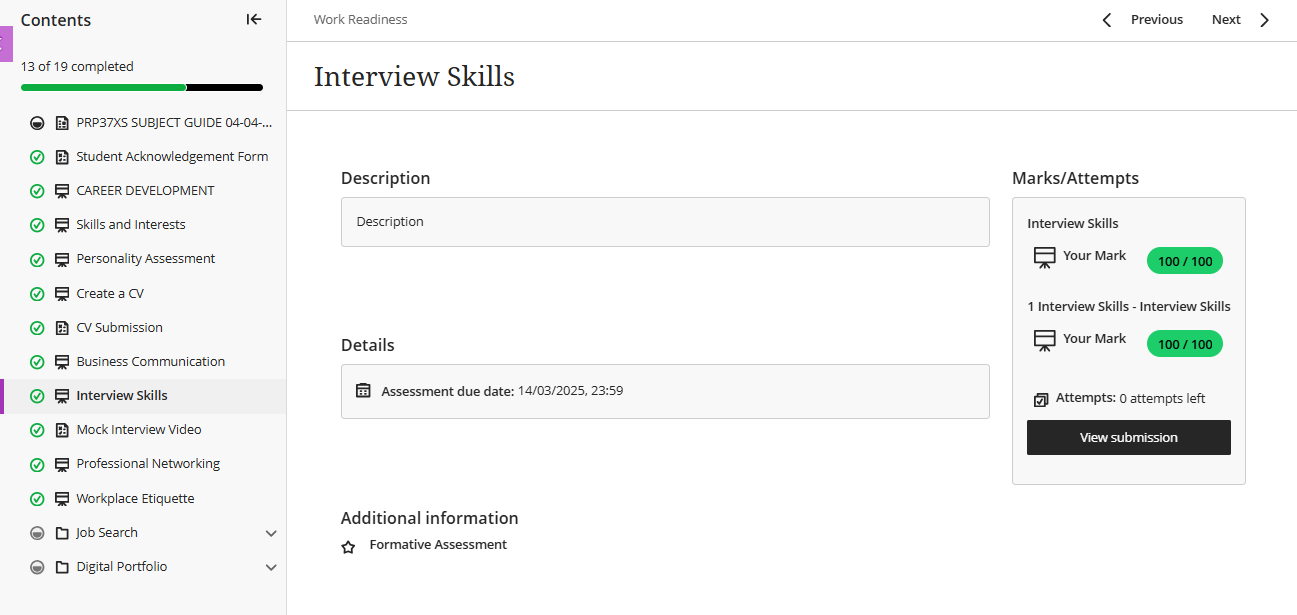 Contents
13 of 19 completed
PRP37XS SUBJECT GUIDE 04-04-...
Student Acknowledgement Form
CAREER DEVELOPMENT
Skills and Interests
Personality Assessment
Create a CV
CV Submission
Business Communication
Interview Skills
Mock Interview Video
Professional Networking
Workplace Etiquette
Job Search
Digital Portfolio
Work Readiness
Previous
Next
Interview Skills
Description
Description
Details
Assessment due date: 14/03/2025, 23:59
Additional information
Formative Assessment
Marks/Attempts
Interview Skills
Your Mark 100 / 100
1 Interview Skills - Interview Skills
Your Mark 100 / 100
Attempts: 0 attempts left
View submission